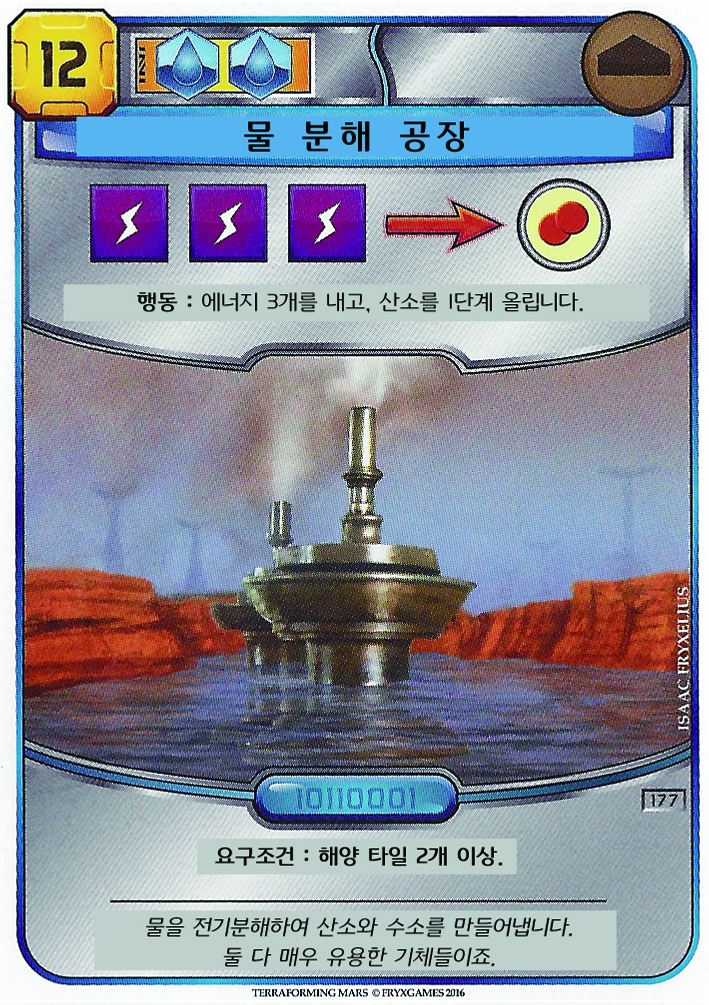 12
물 분해 공장
행동 : 에너지 3개를 내고, 산소를 1단계 올립니다.
ISAAC FRYXELIUS
10110001
177
요구조건 : 해양 타일 2개 이상.
물을 전기분해하여 산소와 수소를 만들어냅니다.
둘 다 매우 유용한 기체들이죠.
TERRAFORMING MARS © FRYXGAMES 2016